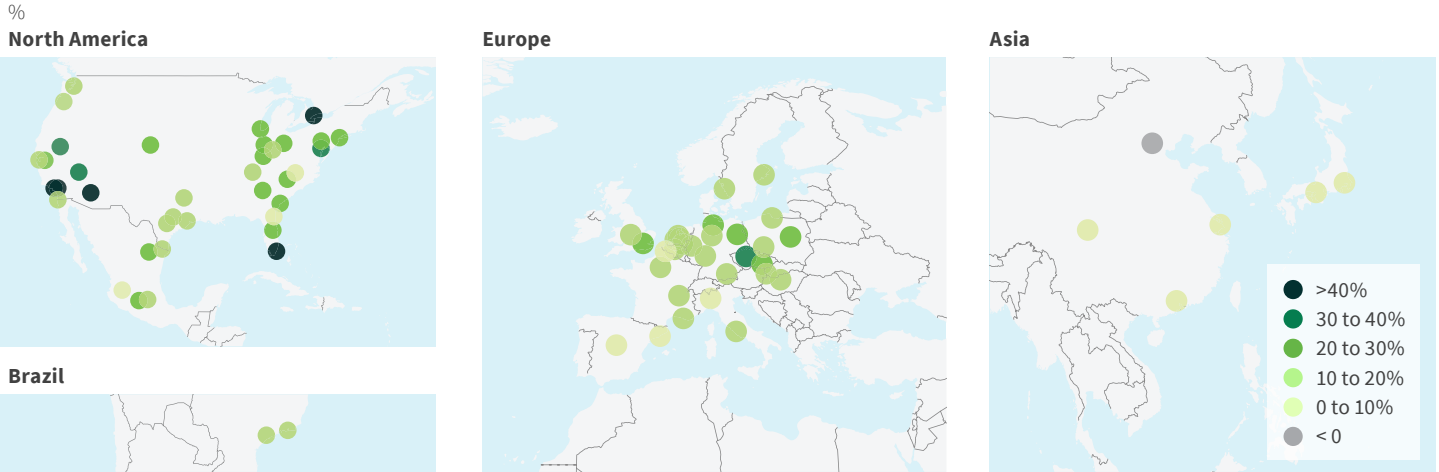 %
North America
Europe
Asia
Brazil
>40%
30 to 40%
20 to 30%
10 to 20%
0 to 10%
< 0